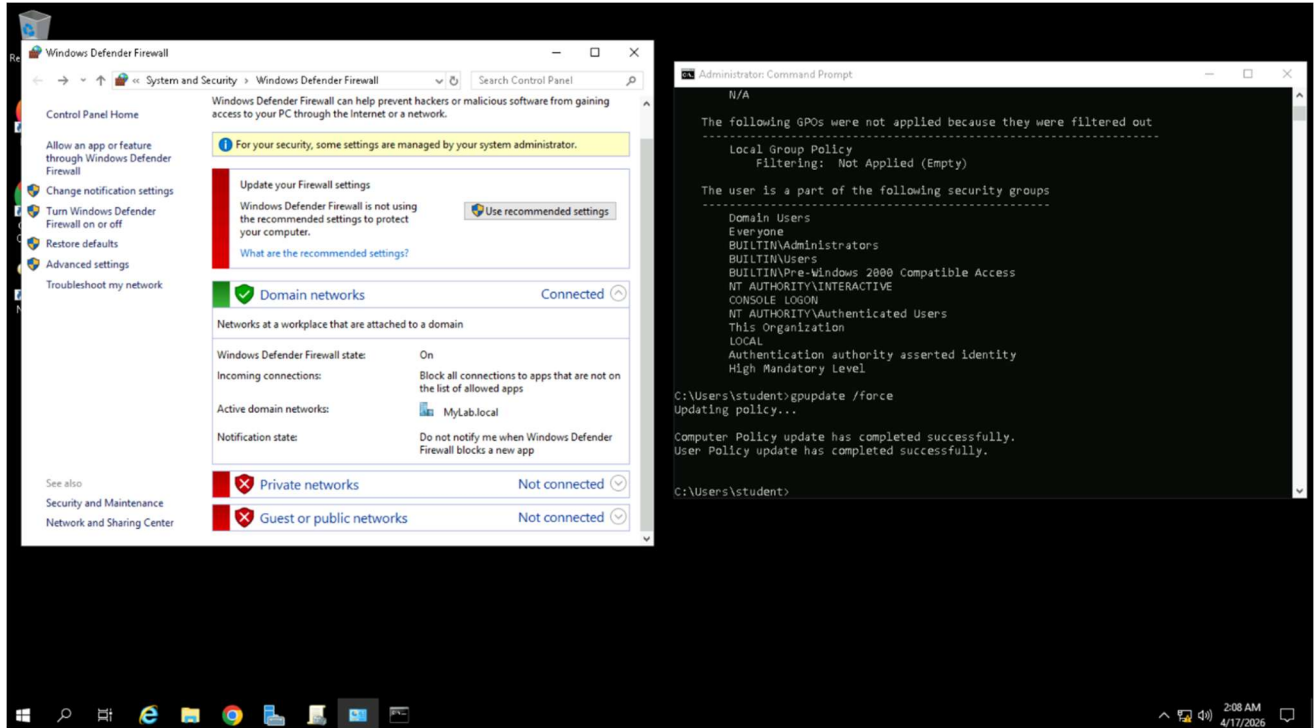 Windows Defender Firewall
« System and Security > Windows Defender Firewall
Search Control Panel
Control Panel Home
Allow an app or feature
through Windows Defender
Firewall
Change notification settings
Turn Windows Defender
Firewall on or off
Restore defaults
Advanced settings
Troubleshoot my network
See also
Security and Maintenance
Network and Sharing Center
Windows Defender Firewall can help prevent hackers or malicious software from gaining
access to your PC through the Internet or a network.
For your security, some settings are managed by your system administrator.
Update your Firewall settings
Windows Defender Firewall is not using
the recommended settings to protect
your computer.
Use recommended settings
What are the recommended settings?
Domain networks Connected
Networks at a workplace that are attached to a domain
Windows Defender Firewall state: On
Incoming connections: Block all connections to apps that are not on
the list of allowed apps
Active domain networks: MyLab.local
Notification state: Do not notify me when Windows Defender
Firewall blocks a new app
Private networks Not connected
Guest or public networks Not connected
Administrator: Command Prompt
N/A
The following GPOs were not applied because they were filtered out
-------------------------------------------------------------------
Local Group Policy
Filtering: Not Applied (Empty)
The user is a part of the following security groups
---------------------------------------------------
Domain Users
Everyone
BUILTIN\Administrators
BUILTIN\Users
BUILTIN\Pre-Windows 2000 Compatible Access
NT AUTHORITY\INTERACTIVE
CONSOLE LOGON
NT AUTHORITY\Authenticated Users
This Organization
LOCAL
Authentication authority asserted identity
High Mandatory Level
C:\Users\student>gpupdate /force
Updating policy...
Computer Policy update has completed successfully.
User Policy update has completed successfully.
C:\Users\student>
2:08 AM
4/17/2026